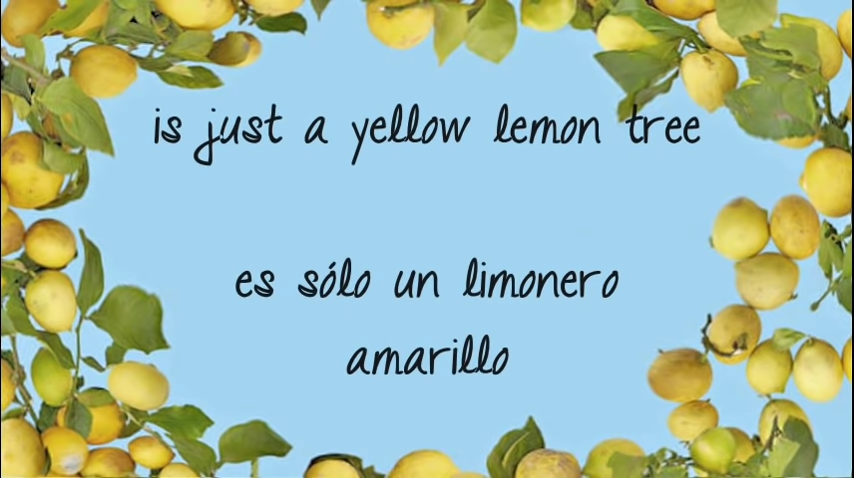 is just a yellow lemon tree
es sólo un limonero
amarillo